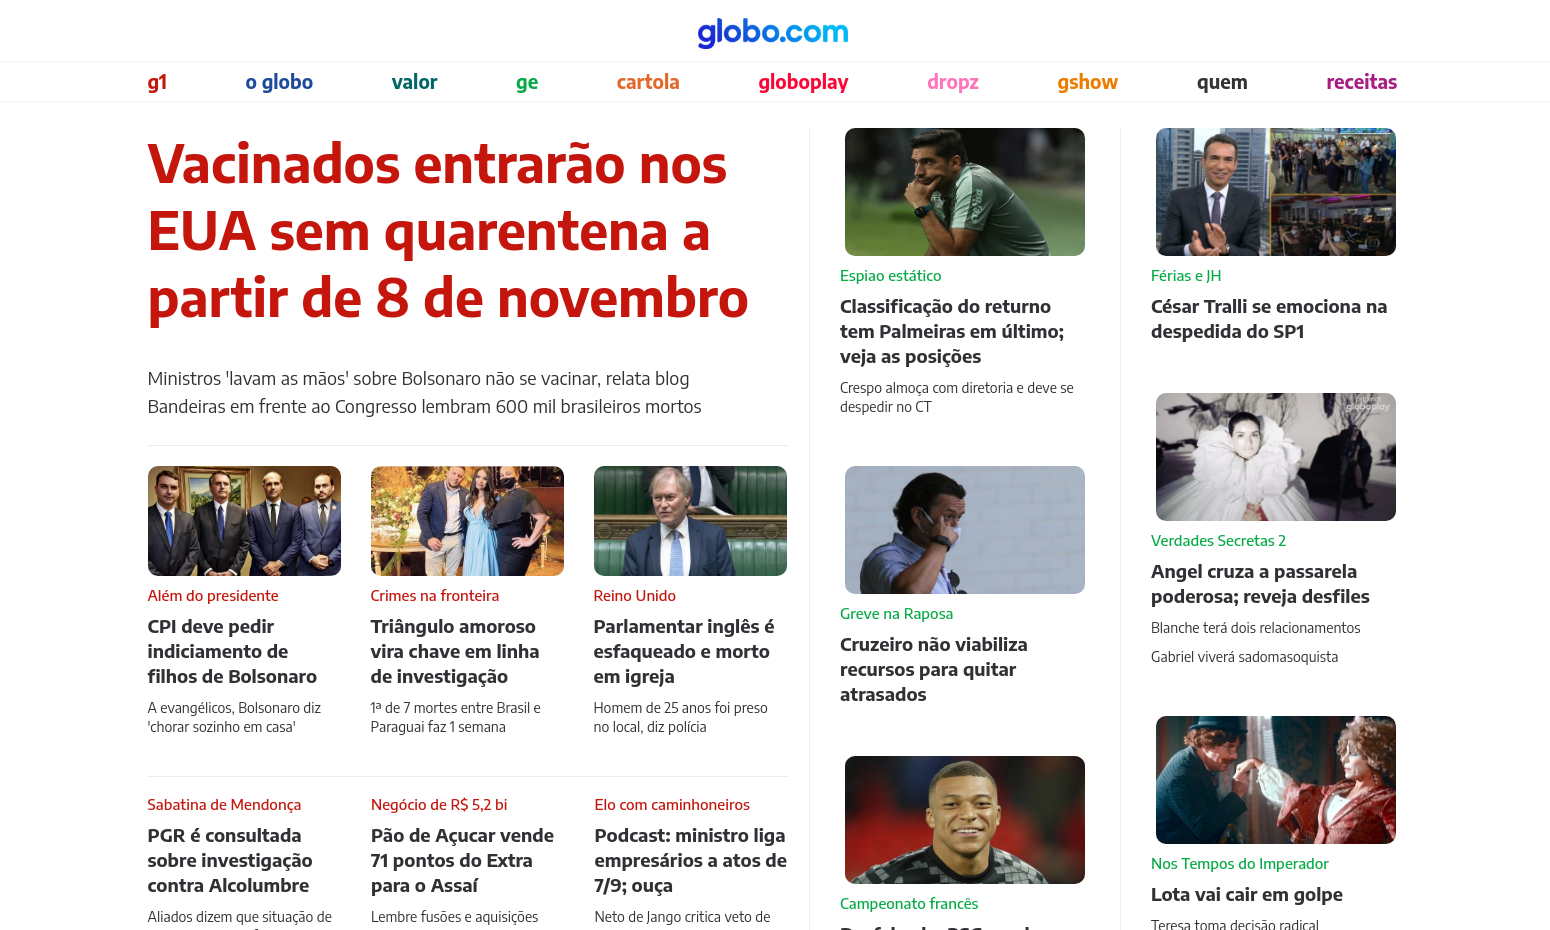 globo.com
g1
o globo
valor
ge
cartola
globoplay
dropz
gshow
quem
receitas
Vacinados entrarão nos
EUA sem quarentena a
partir de 8 de novembro
Ministros 'lavam as mãos' sobre Bolsonaro não se vacinar, relata blog
Bandeiras em frente ao Congresso lembram 600 mil brasileiros mortos
Além do presidente
CPI deve pedir
indiciamento de
filhos de Bolsonaro
A evangélicos, Bolsonaro diz
'chorar sozinho em casa'
Crimes na fronteira
Triângulo amoroso
vira chave em linha
de investigação
1ª de 7 mortes entre Brasil e
Paraguai faz 1 semana
Reino Unido
Parlamentar inglês é
esfaqueado e morto
em igreja
Homem de 25 anos foi preso
no local, diz polícia
Sabatina de Mendonça
PGR é consultada
sobre investigação
contra Alcolumbre
Aliados dizem que situação de
Negócio de R$ 5,2 bi
Pão de Açucar vende
71 pontos do Extra
para o Assaí
Lembre fusões e aquisições
Elo com caminhoneiros
Podcast: ministro liga
empresários a atos de
7/9; ouça
Neto de Jango critica veto de
Espiao estático
Classificação do returno
tem Palmeiras em último;
veja as posições
Crespo almoça com diretoria e deve se
despedir no CT
Greve na Raposa
Cruzeiro não viabiliza
recursos para quitar
atrasados
Campeonato francês
Férias e JH
César Tralli se emociona na
despedida do SP1
globoplay
Verdades Secretas 2
Angel cruza a passarela
poderosa; reveja desfiles
Blanche terá dois relacionamentos
Gabriel viverá sadomasoquista
Nos Tempos do Imperador
Lota vai cair em golpe
Teresa toma decisão radical